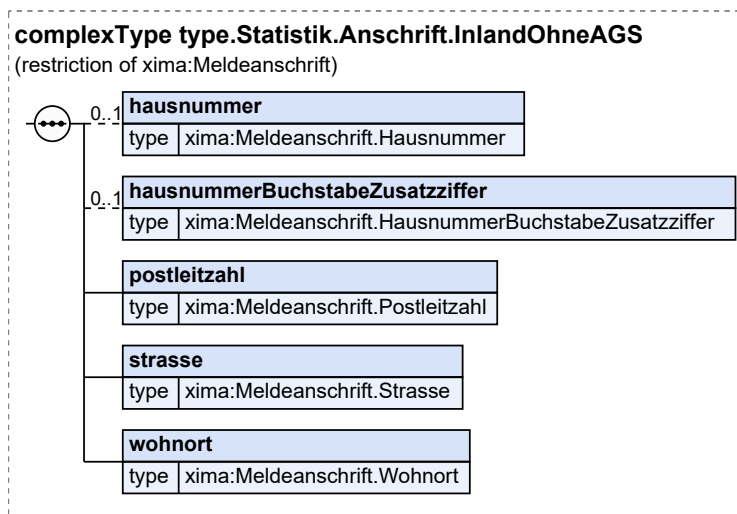 complexType type.Statistik.Anschrift.InlandOhneAGS
(restriction of xima:Meldeanschrift)
0..1
hausnummer
type xima:Meldeanschrift.Hausnummer
0..1
hausnummerBuchstabeZusatzziffer
type xima:Meldeanschrift.HausnummerBuchstabeZusatzziffer
postleitzahl
type xima:Meldeanschrift.Postleitzahl
strasse
type xima:Meldeanschrift.Strasse
wohnort
type xima:Meldeanschrift.Wohnort